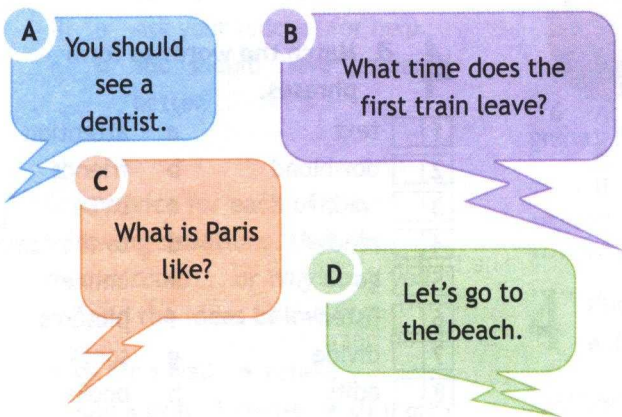 A
You should
see a
dentist.
B
What time does the
first train leave?
C
What is Paris
like?
D
Let's go to
the beach.